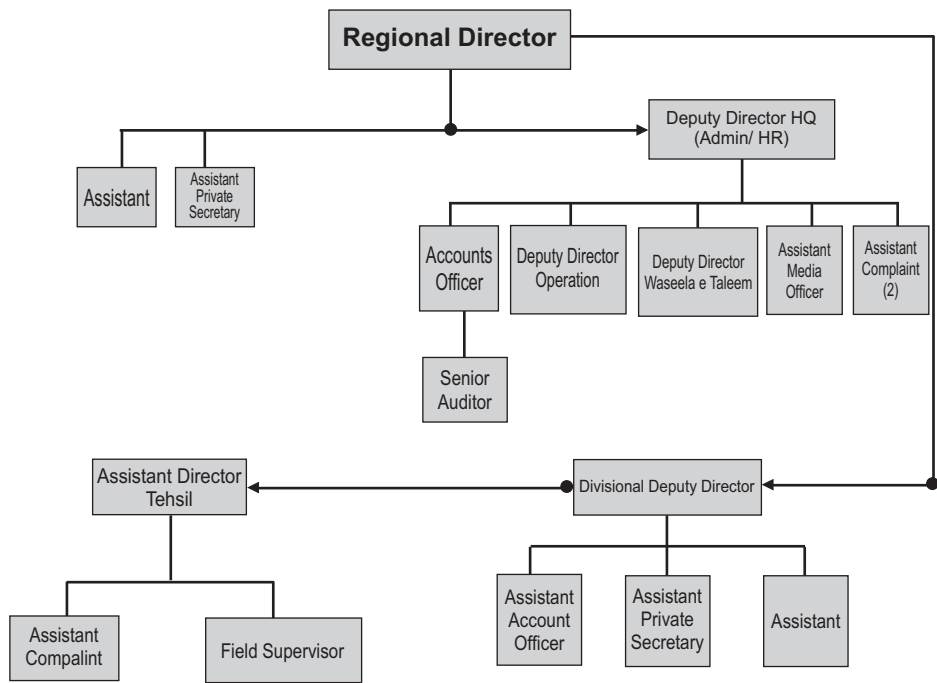 Regional Director
Deputy Director HQ
(Admin/ HR)
Assistant
Assistant
Private
Secretary
Accounts
Officer
Deputy Director
Operation
Deputy Director
Waseela e Taleem
Assistant
Media
Officer
Assistant
Complaint
(2)
Senior
Auditor
Assistant Director
Tehsil
Divisional Deputy Director
Assistant
Compalint
Field Supervisor
Assistant
Account
Officer
Assistant
Private
Secretary
Assistant